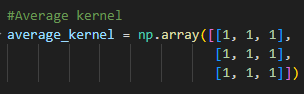 #Average kernel
average_kernel = np.array([[1, 1, 1],
[1, 1, 1],
[1, 1, 1]])